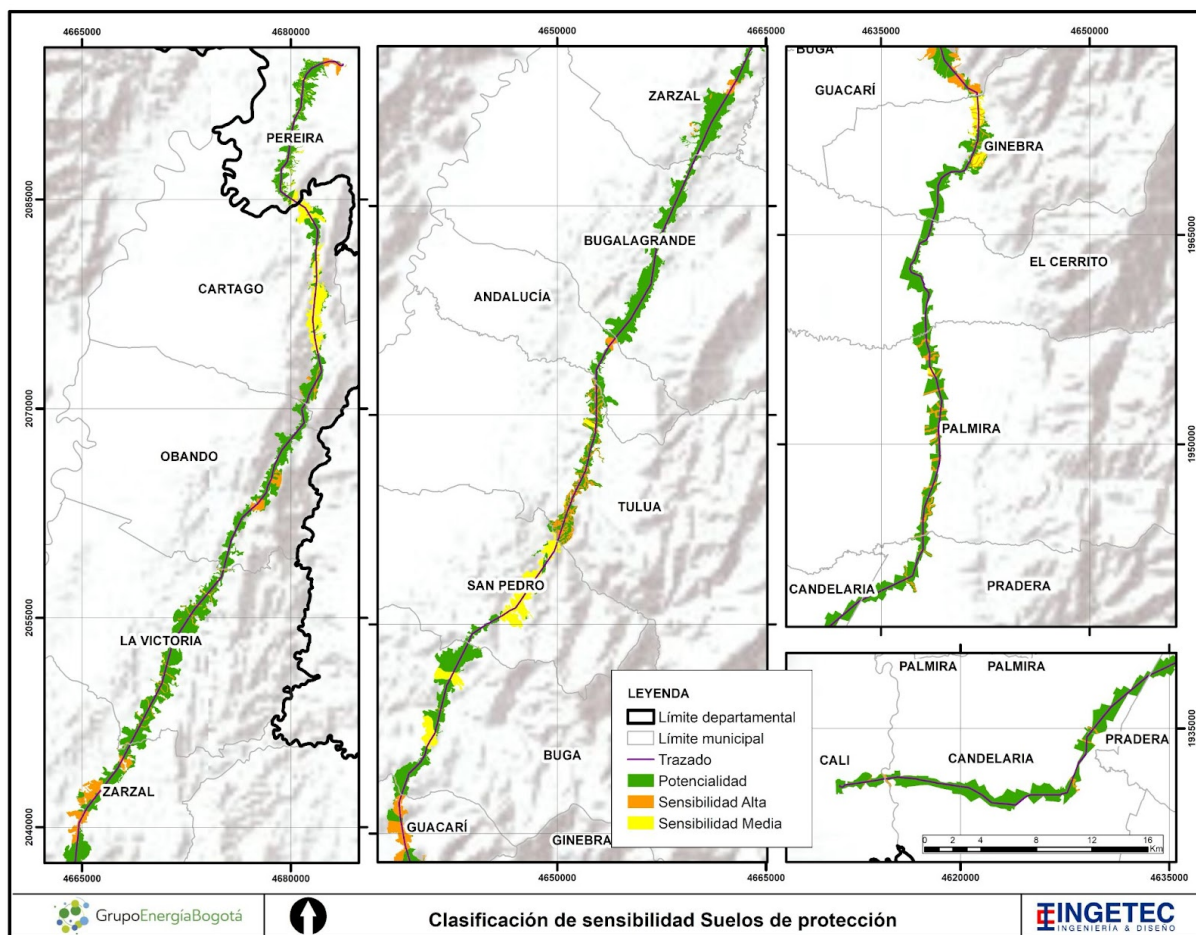 4665000
4680000
4650000
4665000
4635000
4650000
2085000
2070000
2055000
2040000
PEREIRA
CARTAGO
OBANDO
LA VICTORIA
ZARZAL
4665000
4680000
ZARZAL
BUGALAGRANDE
ANDALUCÍA
TULUA
SAN PEDRO
BUGA
GUACARÍ
GINEBRA
4650000
4665000
BUGA
GUACARÍ
GINEBRA
EL CERRITO
PALMIRA
CANDELARIA
PRADERA
1965000
1950000
LEYENDA
Límite departamental
Límite municipal
Trazado
Potencialidad
Sensibilidad Alta
Sensibilidad Media
PALMIRA
PALMIRA
CALI
CANDELARIA
PRADERA
1935000
0 2 4 8 12 16
Km
4620000
4635000
GrupoEnergíaBogotá
Clasificación de sensibilidad Suelos de protección
INGETEC
INGENIERÍA & DISEÑO